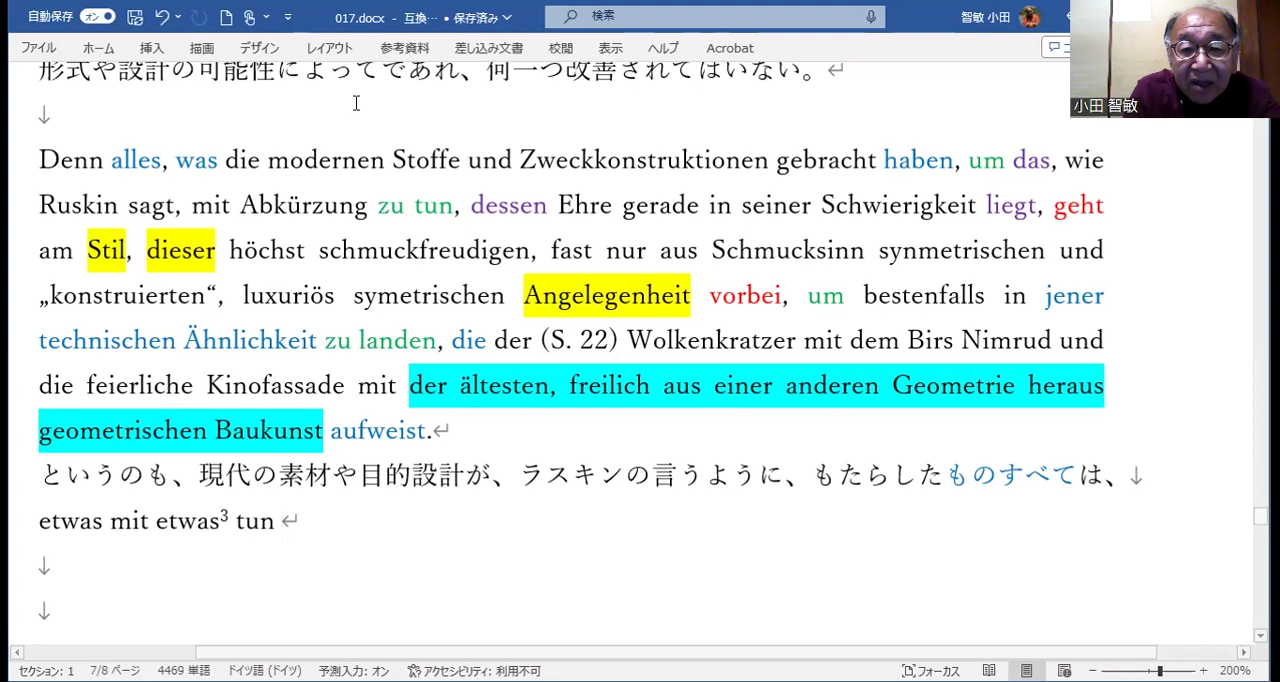 自動保存 オン 017.docx - 互換… • 保存済み 検索 智敏 小田
ファイル ホーム 挿入 描画 デザイン レイアウト 参考資料 差し込み文書 校閲 表示 ヘルプ Acrobat
小田 智敏
形式や設計の可能性によってであれ、何一つ改善されてはいない。↵
↓
Denn alles, was die modernen Stoffe und Zweckkonstruktionen gebracht haben, um das, wie
Ruskin sagt, mit Abkürzung zu tun, dessen Ehre gerade in seiner Schwierigkeit liegt, geht
am Stil, dieser höchst schmuckfreudigen, fast nur aus Schmucksinn synmetrischen und
„konstruierten“, luxuriös symetrischen Angelegenheit vorbei, um bestenfalls in jener
technischen Ähnlichkeit zu landen, die der (S. 22) Wolkenkratzer mit dem Birs Nimrud und
die feierliche Kinofassade mit der ältesten, freilich aus einer anderen Geometrie heraus
geometrischen Baukunst aufweist.↵
というのも、現代の素材や目的設計が、ラスキンの言うように、もたらしたものすべては、↓
etwas mit etwas³ tun ↵
↓
↓
セクション: 1 7/8 ページ 4469 単語 ドイツ語 (ドイツ) 予測入力: オン アクセシビリティ: 利用不可 フォーカス 200%